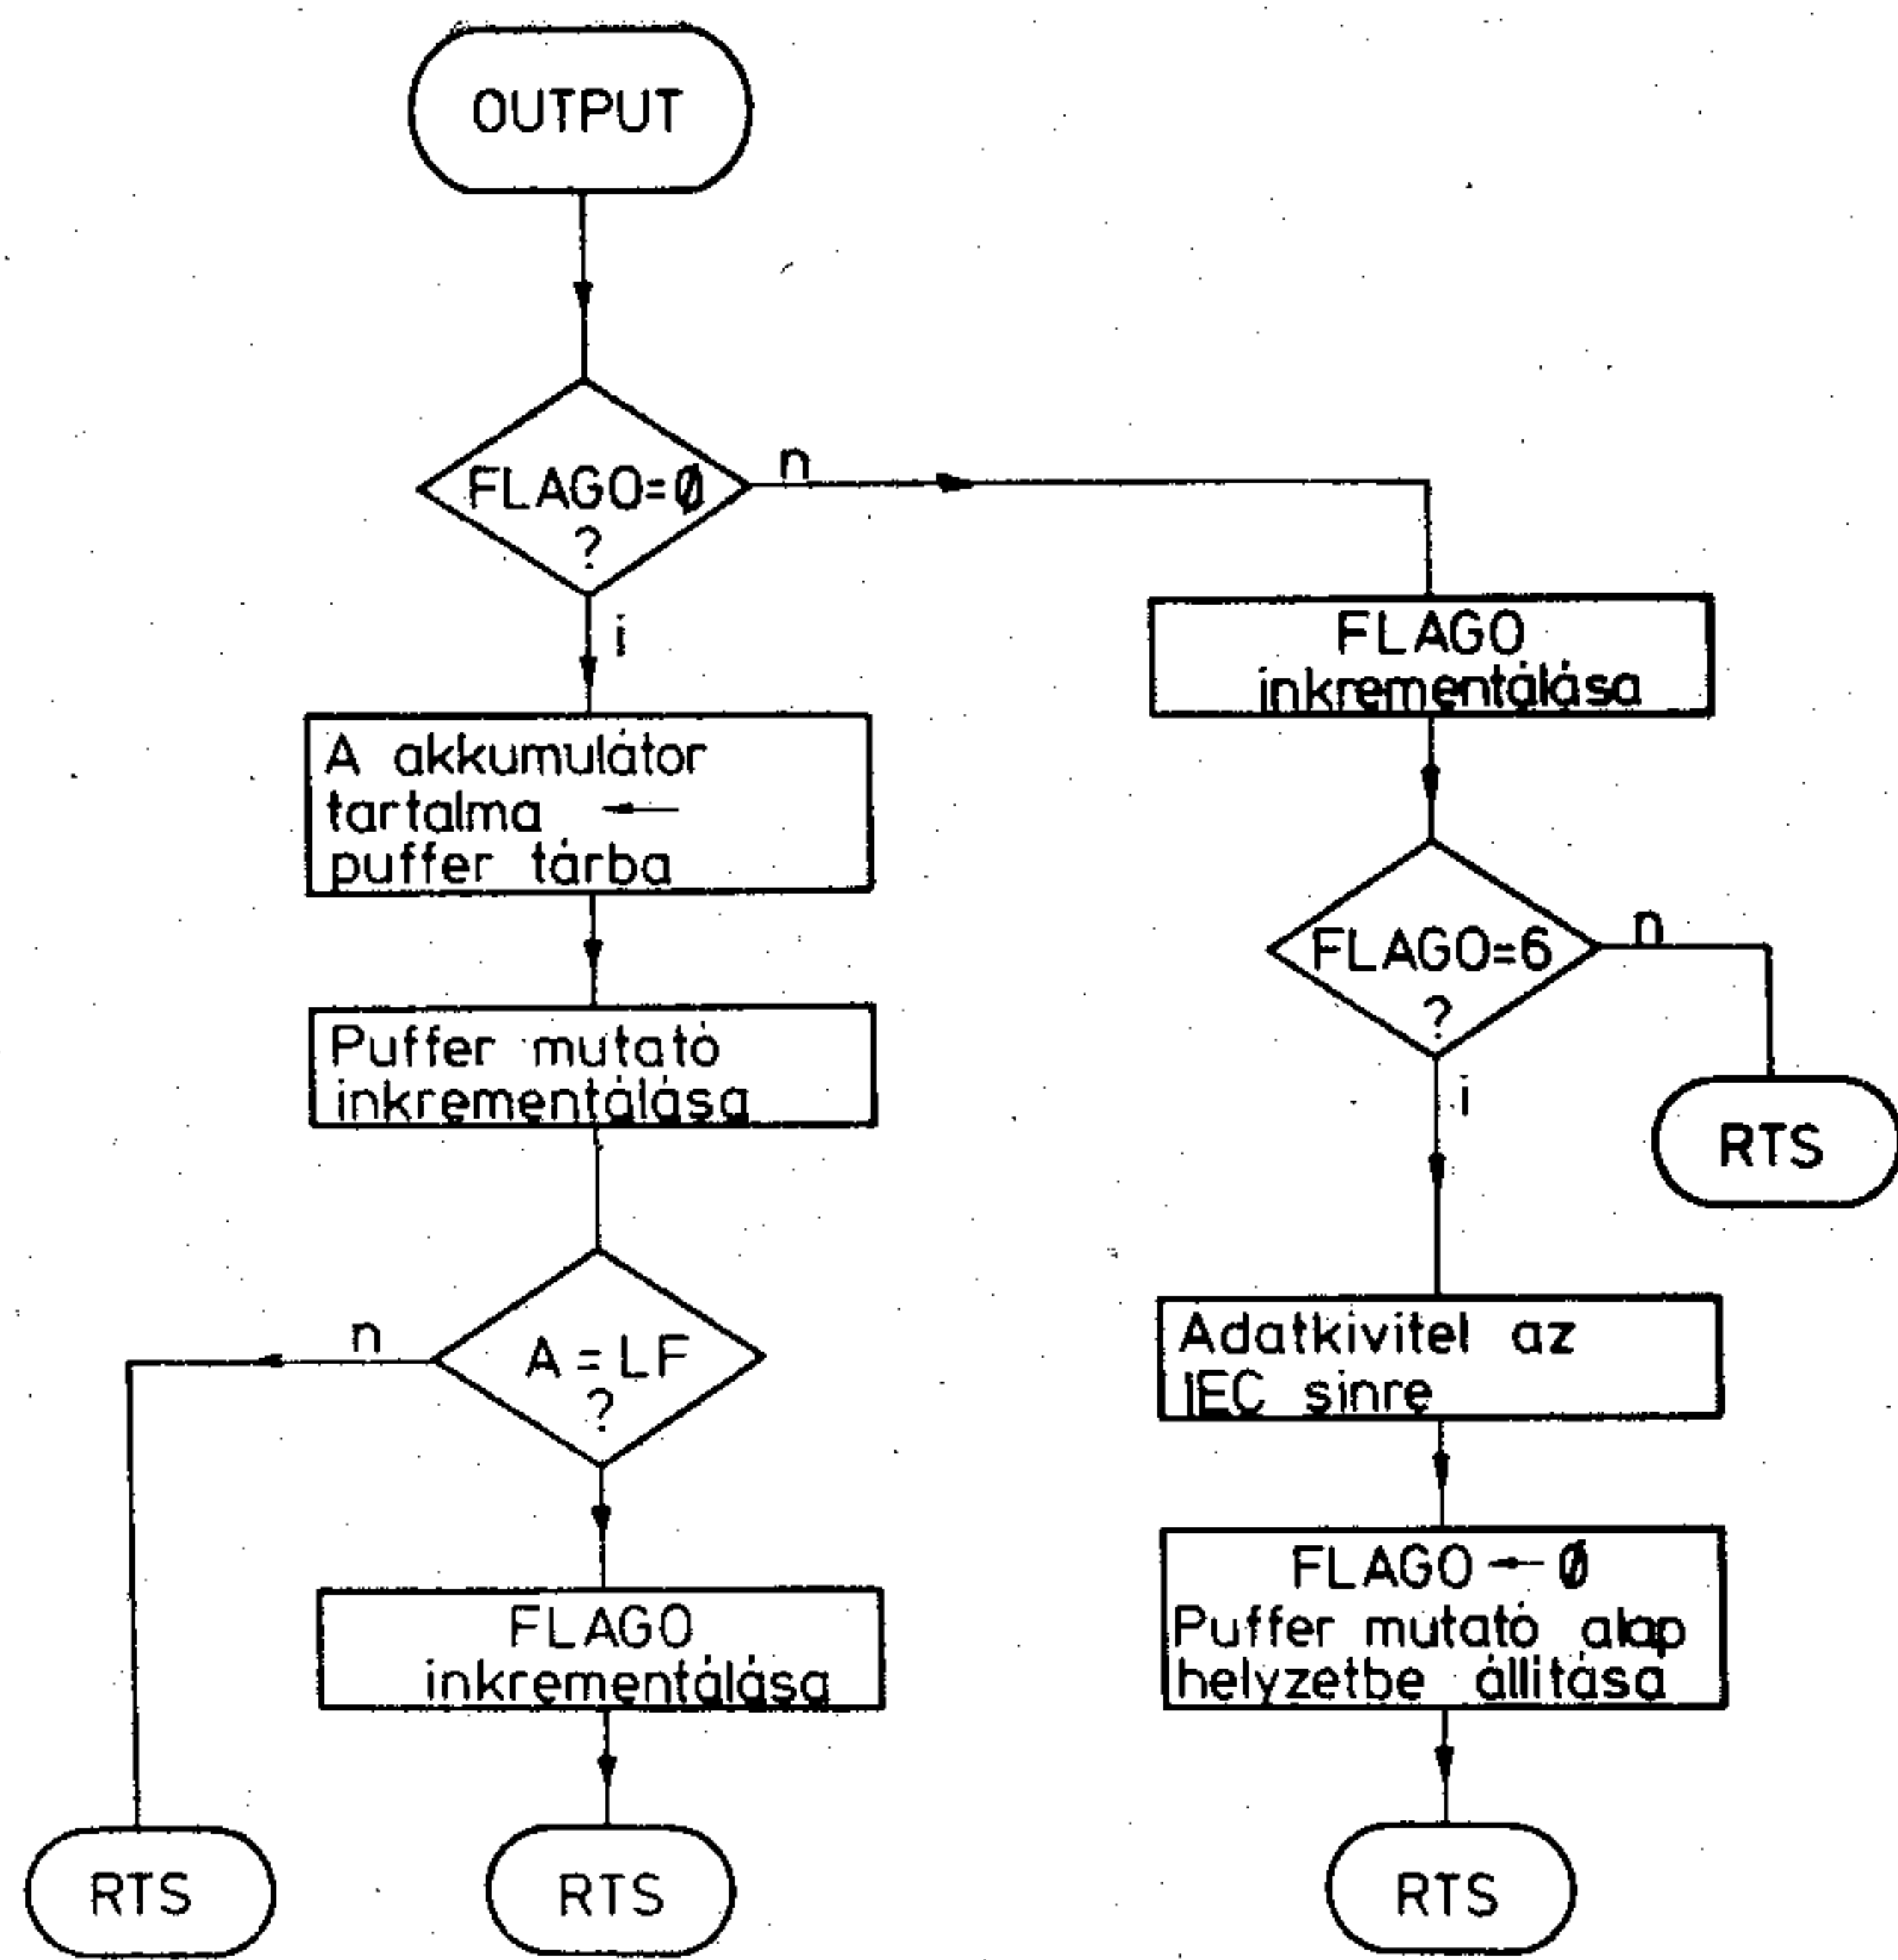 OUTPUT
FLAGO=Ø
?
n
i
A akkumulátor
tartalma ←
puffer tárba
Puffer mutató
inkrementálása
A = LF
?
n
FLAGO
inkrementálása
RTS
RTS
FLAGO
inkrementálása
FLAGO=6
?
n
i
RTS
Adatkivitel az
IEC sinre
FLAGO ← Ø
Puffer mutató alap
helyzetbe állitása
RTS